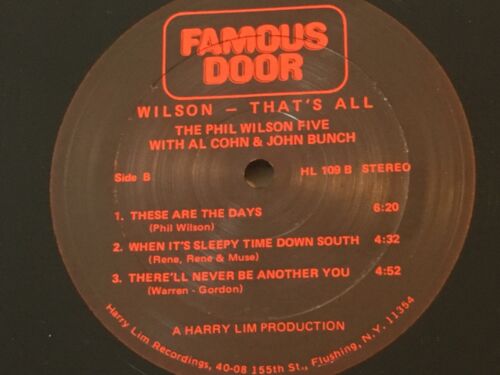 FAMOUS
DOOR
WILSON – THAT'S ALL
THE PHIL WILSON FIVE
WITH AL COHN & JOHN BUNCH
Side B HL 109 B STEREO
1. THESE ARE THE DAYS 6:20
(Phil Wilson)
2. WHEN IT'S SLEEPY TIME DOWN SOUTH 4:32
(Rene, Rene & Muse)
3. THERE'LL NEVER BE ANOTHER YOU 4:52
(Warren - Gordon)
A HARRY LIM PRODUCTION
Harry Lim Recordings, 40-08 155th St., Flushing, N.Y. 11354